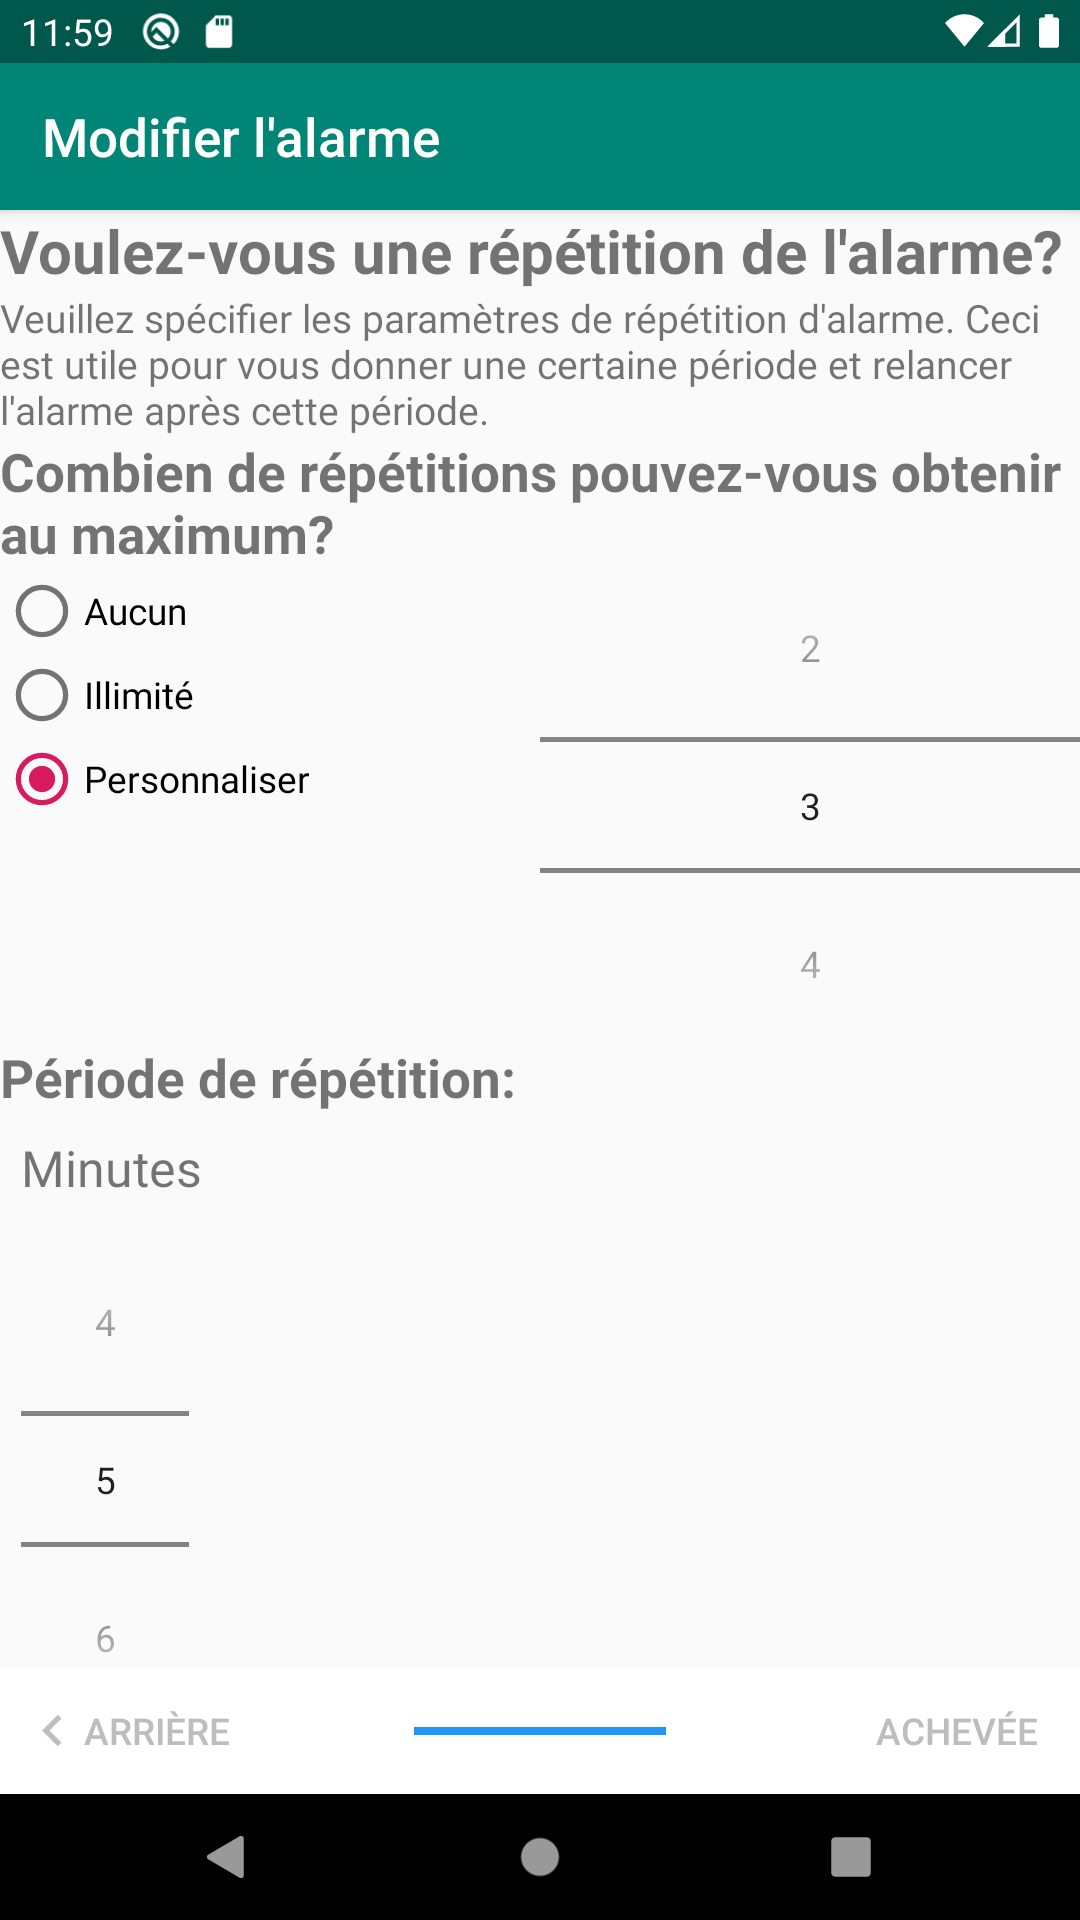 11:59
Modifier l'alarme
Voulez-vous une répétition de l'alarme?
Veuillez spécifier les paramètres de répétition d'alarme. Ceci
est utile pour vous donner une certaine période et relancer
l'alarme après cette période.
Combien de répétitions pouvez-vous obtenir
au maximum?
Aucun
Illimité
Personnaliser
2
3
4
Période de répétition:
Minutes
4
5
6
ARRIÈRE
ACHEVÉE